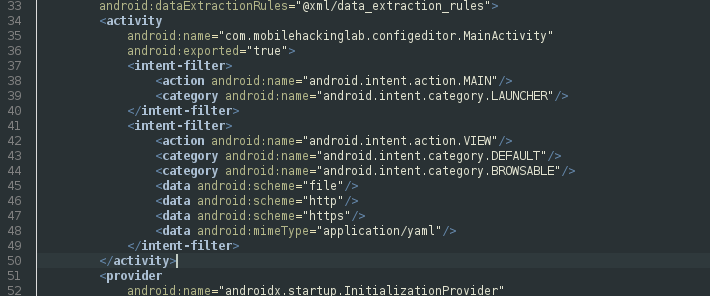 33 android:dataExtractionRules="@xml/data_extraction_rules">
34 <activity
35 android:name="com.mobilehackinglab.configeditor.MainActivity"
36 android:exported="true">
37 <intent-filter>
38 <action android:name="android.intent.action.MAIN"/>
39 <category android:name="android.intent.category.LAUNCHER"/>
40 </intent-filter>
41 <intent-filter>
42 <action android:name="android.intent.action.VIEW"/>
43 <category android:name="android.intent.category.DEFAULT"/>
44 <category android:name="android.intent.category.BROWSABLE"/>
45 <data android:scheme="file"/>
46 <data android:scheme="http"/>
47 <data android:scheme="https"/>
48 <data android:mimeType="application/yaml"/>
49 </intent-filter>
50 </activity>
51 <provider
52 android:name="androidx.startup.InitializationProvider"